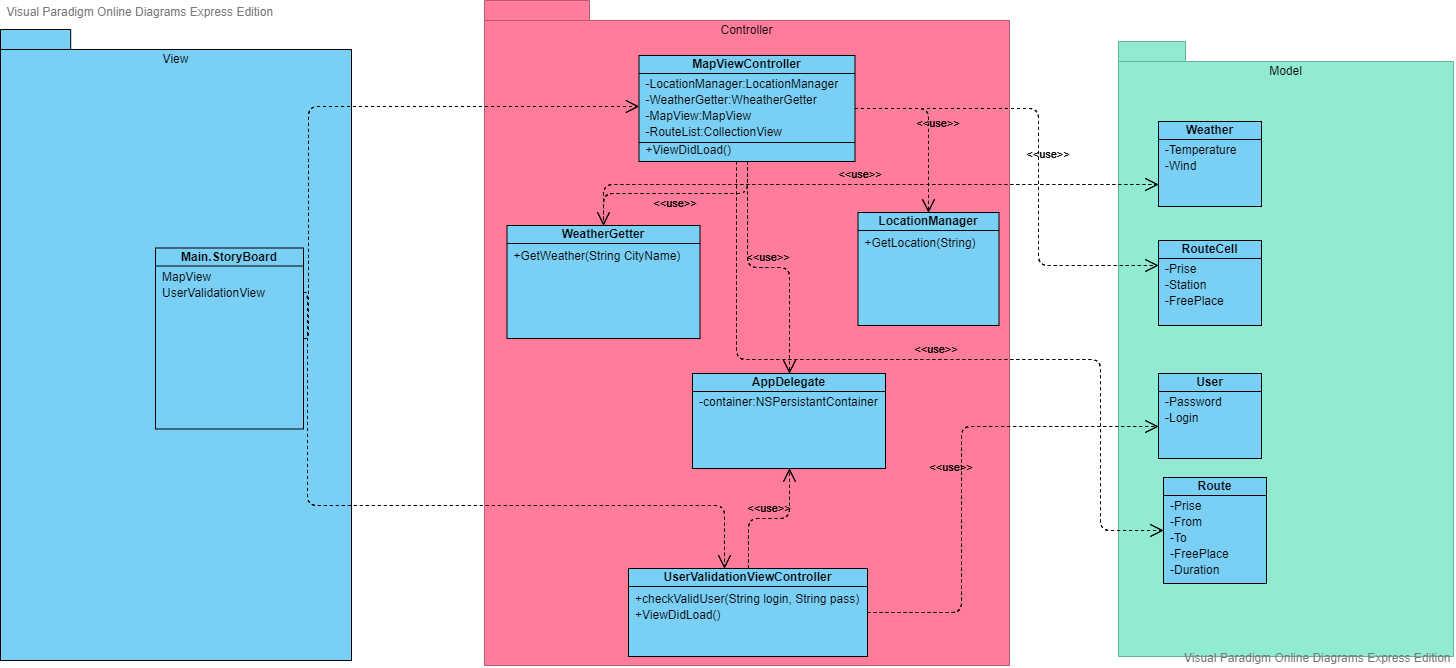 Visual Paradigm Online Diagrams Express Edition
View
Main.StoryBoard
MapView
UserValidationView
Controller
MapViewController
-LocationManager:LocationManager
-WeatherGetter:WheatherGetter
-MapView:MapView
-RouteList:CollectionView
+ViewDidLoad()
<<use>>
<<use>>
<<use>>
<<use>>
WeatherGetter
+GetWeather(String CityName)
LocationManager
+GetLocation(String)
<<use>>
<<use>>
AppDelegate
-container:NSPersistantContainer
<<use>>
<<use>>
UserValidationViewController
+checkValidUser(String login, String pass)
+ViewDidLoad()
Model
Weather
-Temperature
-Wind
RouteCell
-Prise
-Station
-FreePlace
User
-Password
-Login
Route
-Prise
-From
-To
-FreePlace
-Duration
Visual Paradigm Online Diagrams Express Edition